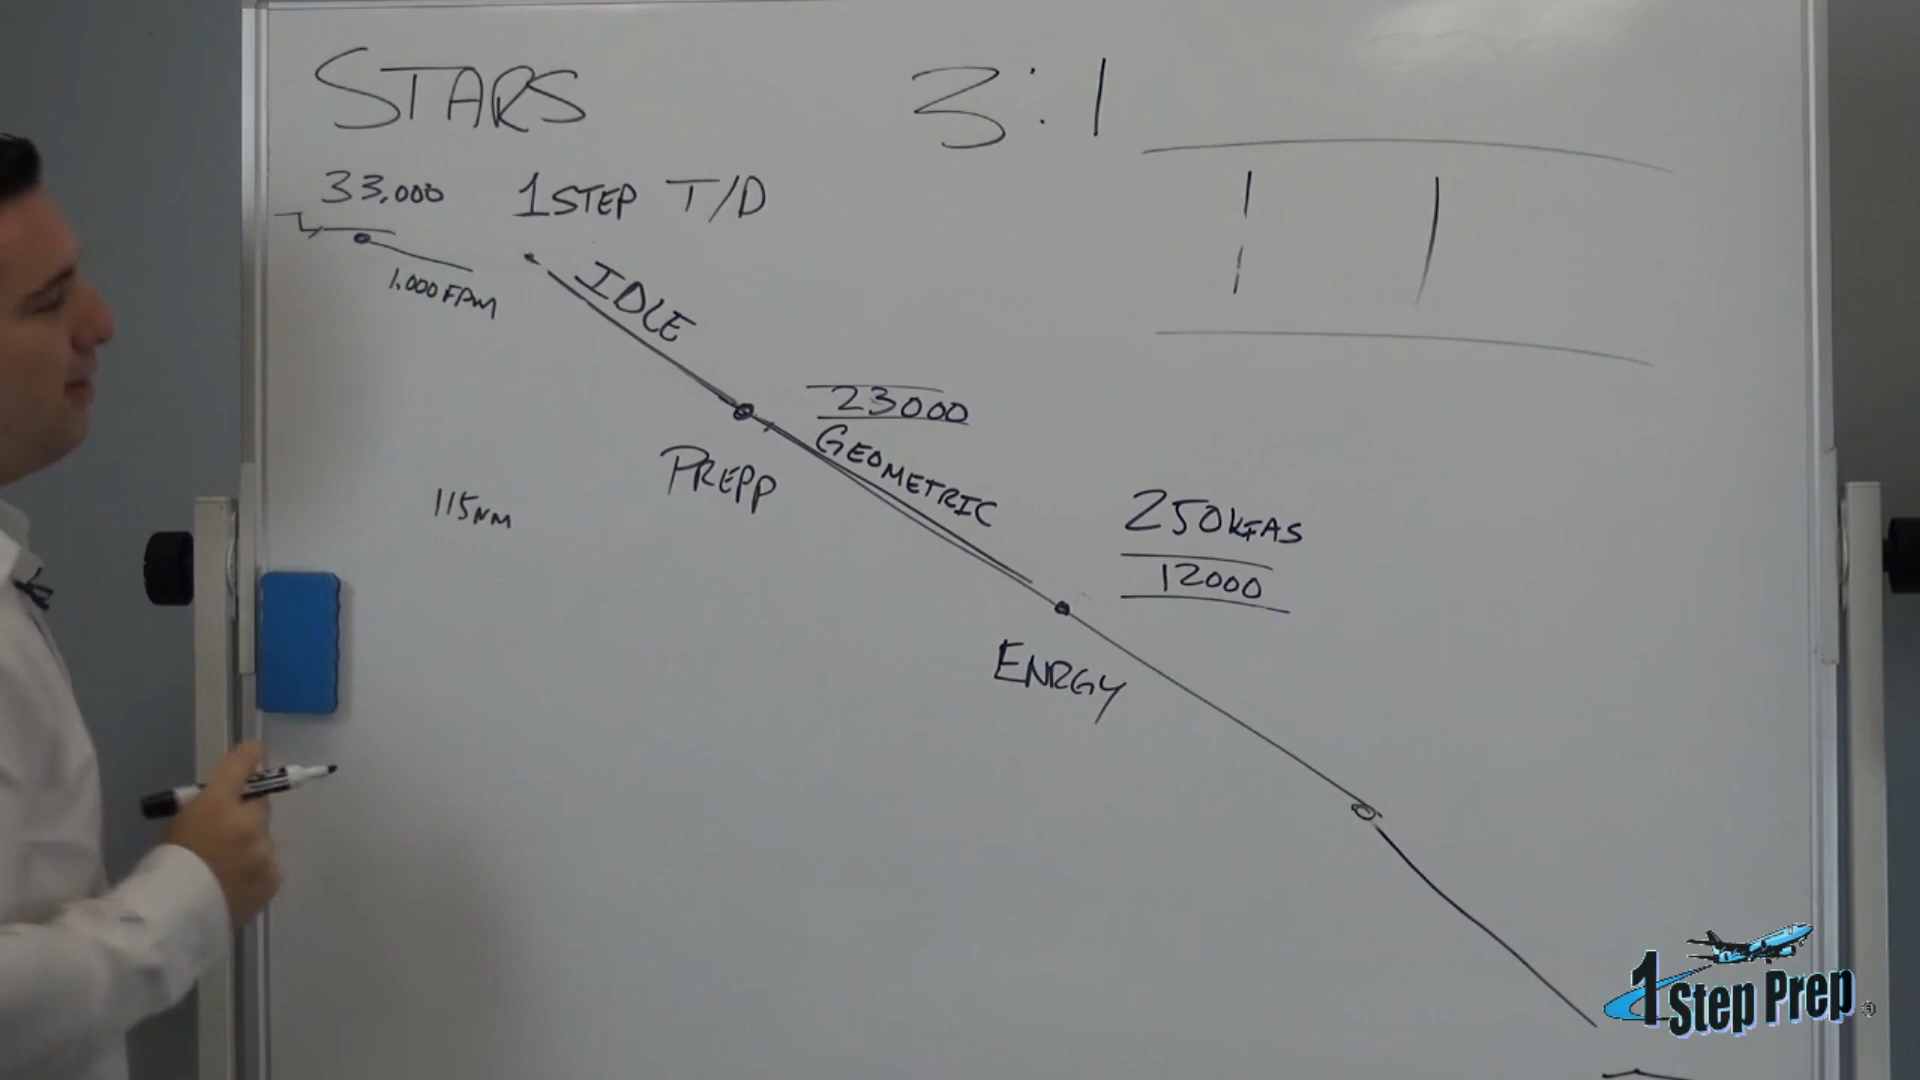 STARS
3:1
33,000
1STEP T/D
1,000FPM
IDLE
23000
GEOMETRIC
PREPP
115NM
250KIAS
12000
ENRGY
1 Step Prep ®